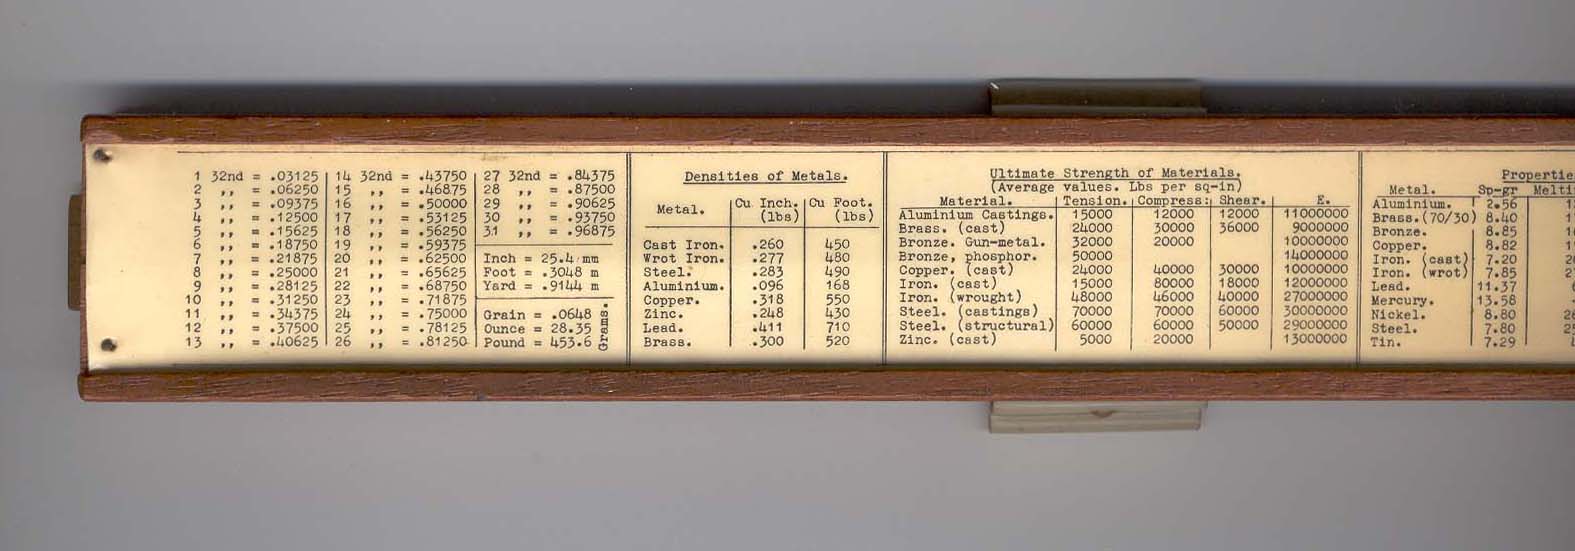 1 32nd = .03125
2 ,, = .06250
3 ,, = .09375
4 ,, = .12500
5 ,, = .15625
6 ,, = .18750
7 ,, = .21875
8 ,, = .25000
9 ,, = .28125
10 ,, = .31250
11 ,, = .34375
12 ,, = .37500
13 ,, = .40625
14 32nd = .43750
15 ,, = .46875
16 ,, = .50000
17 ,, = .53125
18 ,, = .56250
19 ,, = .59375
20 ,, = .62500
21 ,, = .65625
22 ,, = .68750
23 ,, = .71875
24 ,, = .75000
25 ,, = .78125
26 ,, = .81250
27 32nd = .84375
28 ,, = .87500
29 ,, = .90625
30 ,, = .93750
31 ,, = .96875
Inch = 25.4 mm
Foot = .3048 m
Yard = .9144 m
Grain = .0648
Ounce = 28.35
Pound = 453.6
Grams.
Densities of Metals.
Metal. Cu Inch. (lbs) Cu Foot. (lbs)
Cast Iron. .260 450
Wrot Iron. .277 480
Steel. .283 490
Aluminium. .096 168
Copper. .318 550
Zinc. .248 430
Lead. .411 710
Brass. .300 520
Ultimate Strength of Materials.
(Average values. Lbs per sq-in)
Material. Tension. Compress: Shear. E.
Aluminium Castings. 15000 12000 12000 11000000
Brass. (cast) 24000 30000 36000 9000000
Bronze. Gun-metal. 32000 20000 10000000
Bronze, phosphor. 50000 14000000
Copper. (cast) 24000 40000 30000 10000000
Iron. (cast) 15000 80000 18000 12000000
Iron. (wrought) 48000 46000 40000 27000000
Steel. (castings) 70000 70000 60000 30000000
Steel. (structural) 60000 60000 50000 29000000
Zinc. (cast) 5000 20000 13000000
Propertie
Metal. Sp-gr Melti
Aluminium. 2.56
Brass.(70/30) 8.40
Bronze. 8.85
Copper. 8.82
Iron. (cast) 7.20
Iron. (wrot) 7.85
Lead. 11.37
Mercury. 13.58
Nickel. 8.80
Steel. 7.80
Tin. 7.29